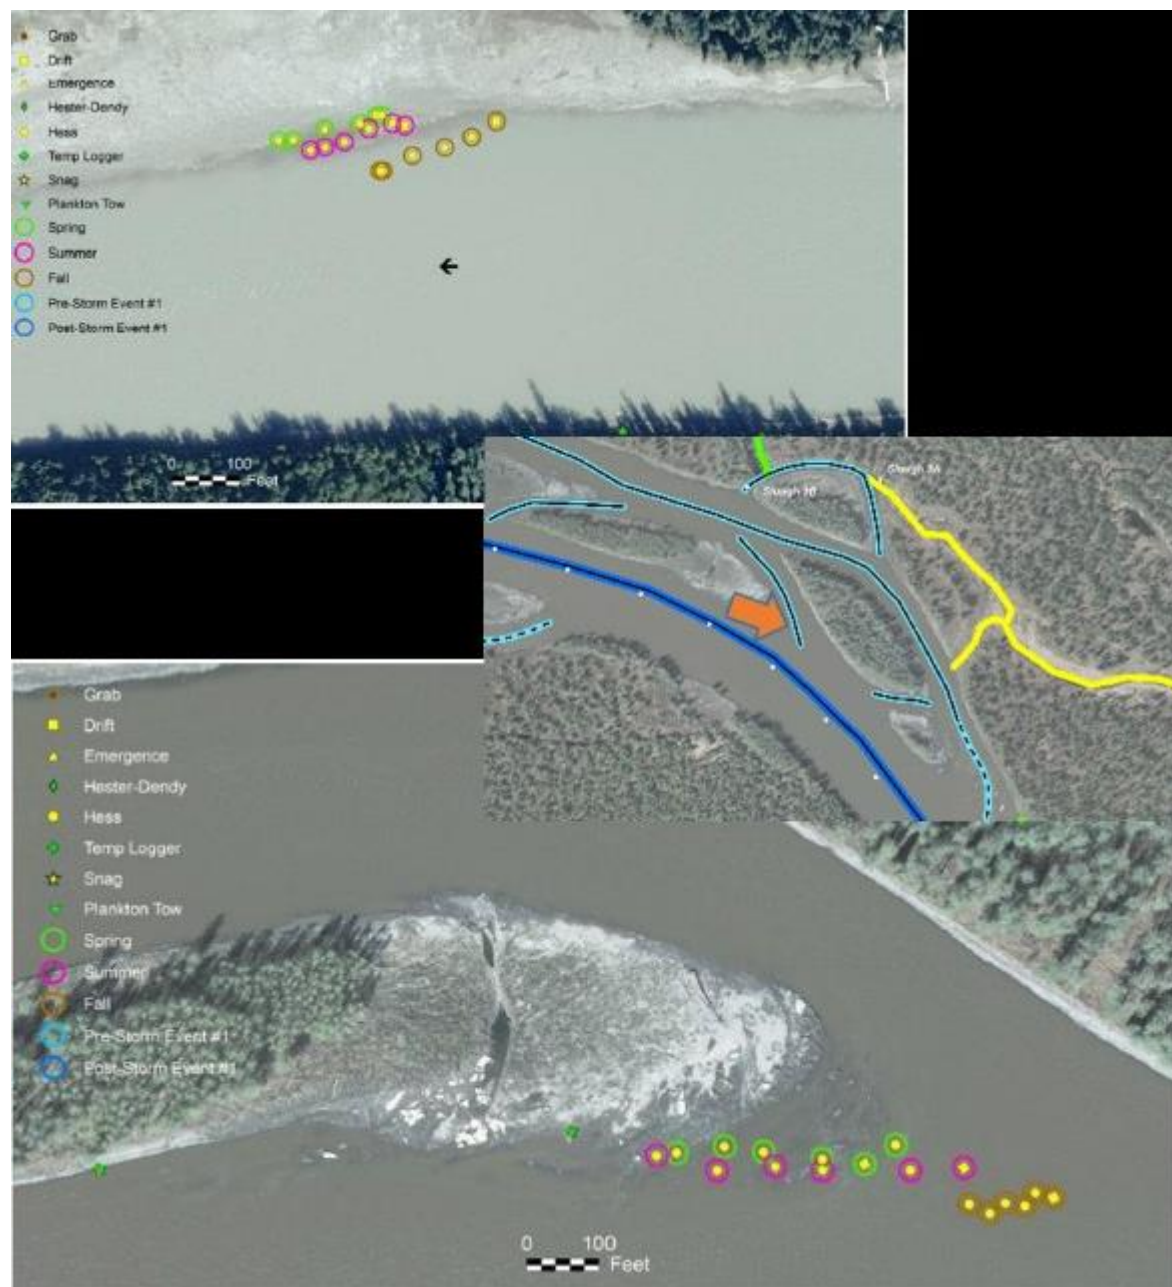 Grab
Drift
Emergence
Hester-Dendy
Hess
Temp Logger
Snag
Plankton Tow
Spring
Summer
Fall
Pre-Storm Event #1
Post-Storm Event #1
0 100
Feet
Slough
Slough
Grab
Drift
Emergence
Hester-Dendy
Hess
Temp Logger
Snag
Plankton Tow
Spring
Summer
Fall
Pre-Storm Event #1
Post-Storm Event #1
0 100
Feet